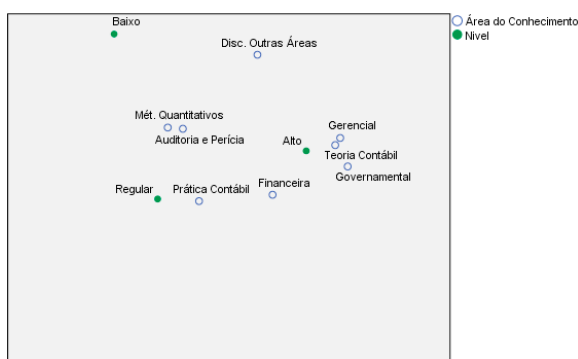 Baixo
Área do Conhecimento
Nivel
Disc. Outras Áreas
Mét. Quantitativos
Auditoria e Perícia
Gerencial
Alto
Teoria Contábil
Governamental
Financeira
Regular
Prática Contábil